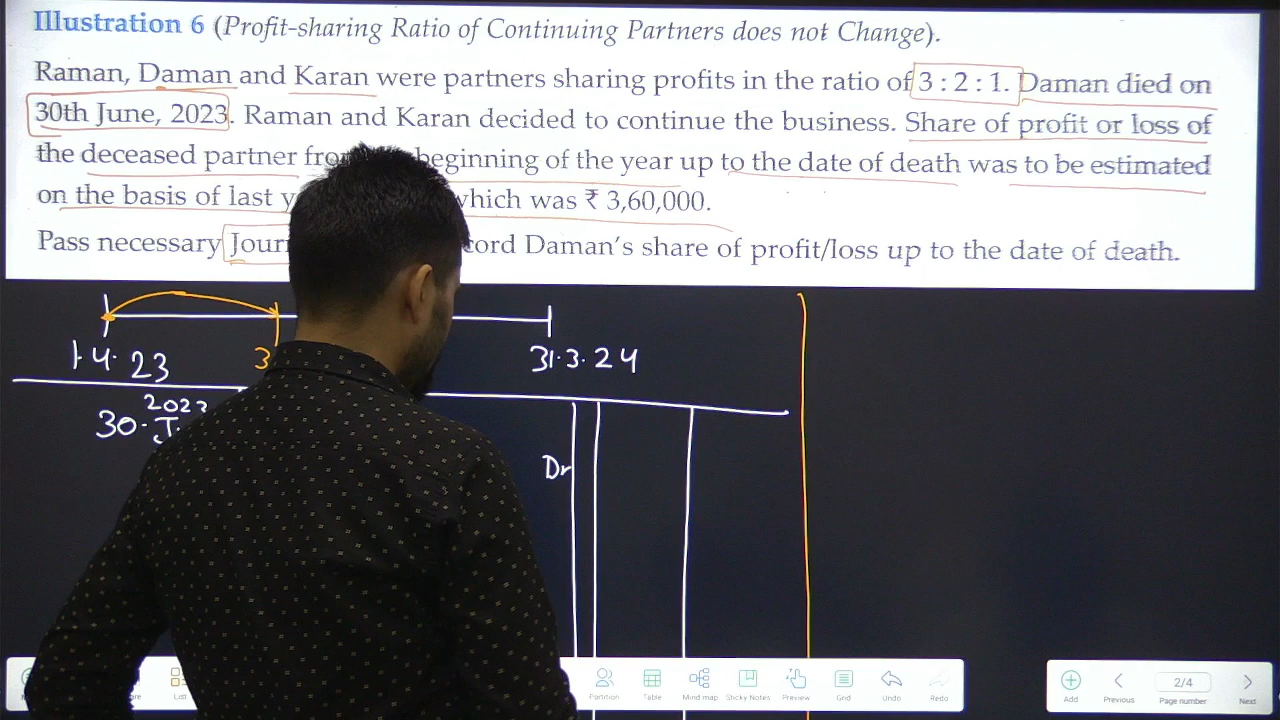 Illustration 6 (Profit-sharing Ratio of Continuing Partners does not Change).
Raman, Daman and Karan were partners sharing profits in the ratio of 3 : 2 : 1. Daman died on
30th June, 2023. Raman and Karan decided to continue the business. Share of profit or loss of
the deceased partner beginning of the year up to the date of death was to be estimated
on the basis of last which was ₹ 3,60,000.
Pass necessary Daman's share of profit/loss up to the date of death.
1·4·23
31·3·24
2023
30·
Dr
Partition
Table
Mind map
Sticky Notes
Preview
Grid
Undo
Redo
Add
Previous
2/4
Page number
Next